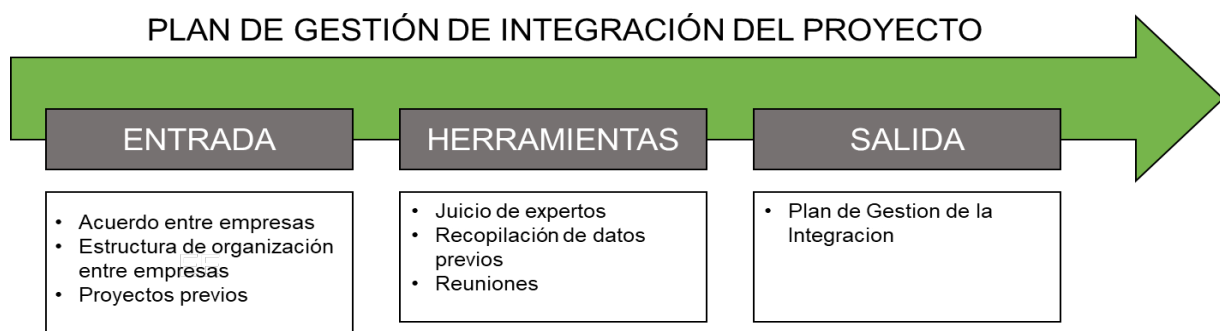 PLAN DE GESTIÓN DE INTEGRACIÓN DEL PROYECTO
ENTRADA
• Acuerdo entre empresas
• Estructura de organización
entre empresas
• Proyectos previos
HERRAMIENTAS
• Juicio de expertos
• Recopilación de datos
previos
• Reuniones
SALIDA
• Plan de Gestion de la
Integracion